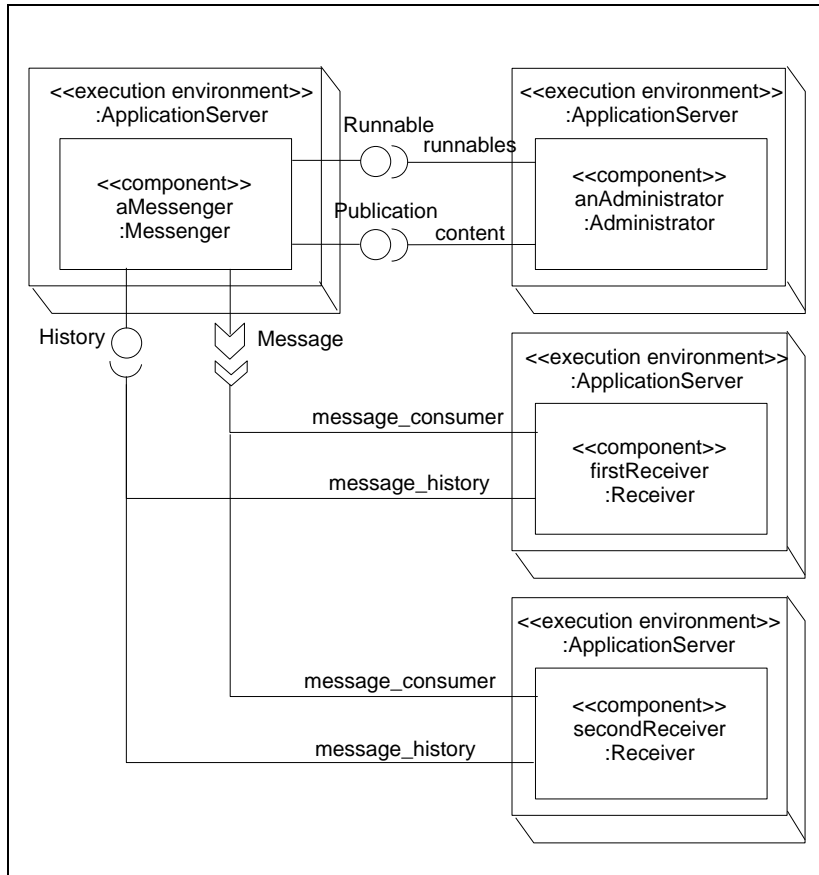 <<execution environment>>
:ApplicationServer
<<component>>
aMessenger
:Messenger
Runnable
runnables
Publication
content
<<execution environment>>
:ApplicationServer
<<component>>
anAdministrator
:Administrator
History
Message
<<execution environment>>
:ApplicationServer
message_consumer
<<component>>
firstReceiver
:Receiver
message_history
<<execution environment>>
:ApplicationServer
message_consumer
<<component>>
secondReceiver
:Receiver
message_history